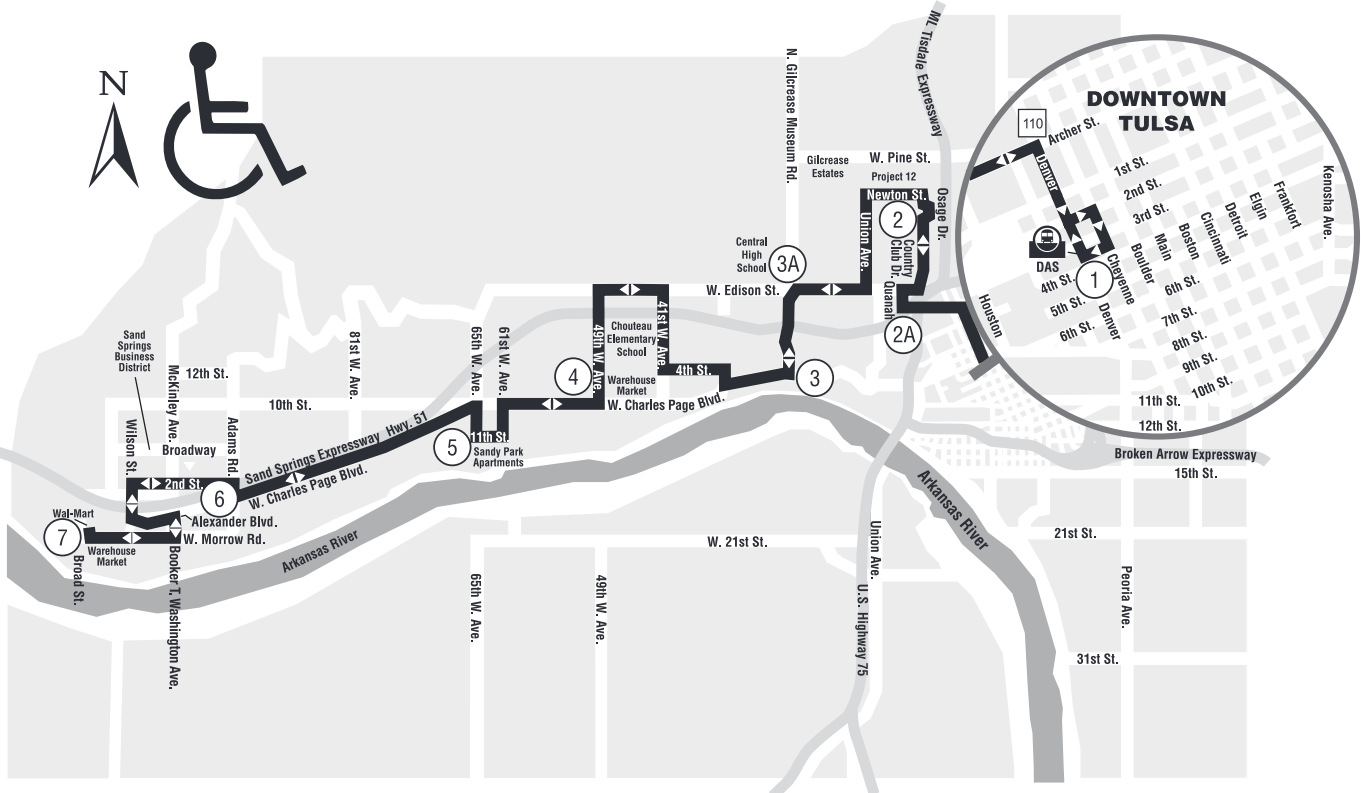 N
ML Tisdale Expressway
N. Gilcrease Museum Rd.
DOWNTOWN
TULSA
110
Archer St.
Denver
1st St.
2nd St.
3rd St.
Kenosha Ave.
Frankfort
Elgin
Detroit
Cincinnati
Boston
Main
Boulder
Cheyenne
Denver
DAS
1
4th St.
5th St.
6th St.
6th St.
7th St.
8th St.
9th St.
10th St.
Houston
Gilcrease
Estates
W. Pine St.
Project 12
Newton St.
Osage Dr.
2
Union Ave.
Country
Club Dr.
Quanah
2A
Central
High
School
3A
W. Edison St.
41st W. Ave.
49th W. Ave.
Chouteau
Elementary
School
Warehouse
Market
4th St.
3
4
W. Charles Page Blvd.
61st W. Ave.
65th W. Ave.
81st W. Ave.
Sand
Springs
Business
District
12th St.
McKinley Ave.
10th St.
Wilson St.
Broadway
Adams Rd.
Sand Springs Expressway Hwy. 51
W. Charles Page Blvd.
11th St.
5
Sandy Park
Apartments
2nd St.
6
Alexander Blvd.
W. Morrow Rd.
Wal-Mart
7
Warehouse
Market
Broad St.
Booker T. Washington Ave.
Arkansas River
Arkansas River
11th St.
12th St.
Broken Arrow Expressway
15th St.
W. 21st St.
21st St.
Union Ave.
U.S. Highway 75
65th W. Ave.
49th W. Ave.
Peoria Ave.
31st St.